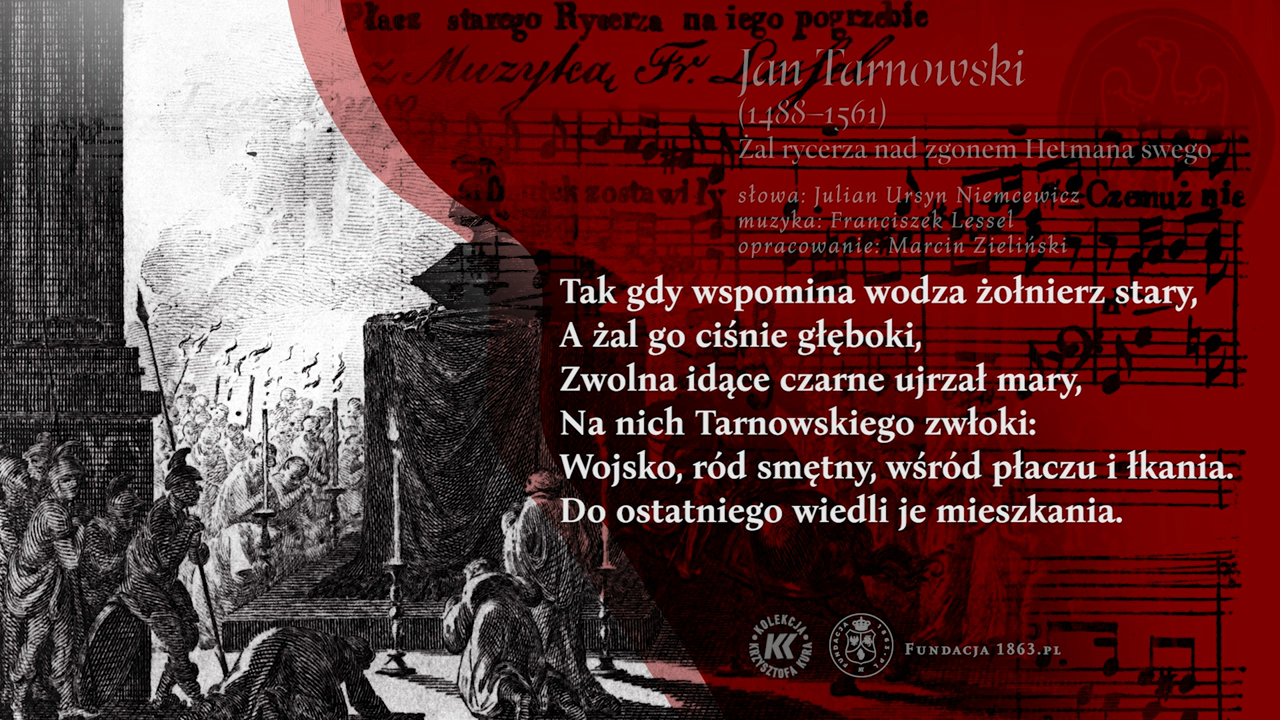 Płacz starego Rycerza na iego pogrzebie
z Muzyką Fr.
Jan Tarnowski
(1488–1561)
Żal rycerza nad zgonem Hetmana swego
zostawił
Czemuż nie
słowa: Julian Ursyn Niemcewicz
muzyka: Franciszek Lessel
opracowanie: Marcin Zieliński
Tak gdy wspomina wodza żołnierz stary,
A żal go ciśnie głęboki,
Zwolna idące czarne ujrzał mary,
Na nich Tarnowskiego zwłoki:
Wojsko, ród smętny, wśród płaczu i łkania.
Do ostatniego wiedli je mieszkania.
KOLEKCJA
KK
KRZYSZTOFA KURA
FUNDACJA 1863.PL